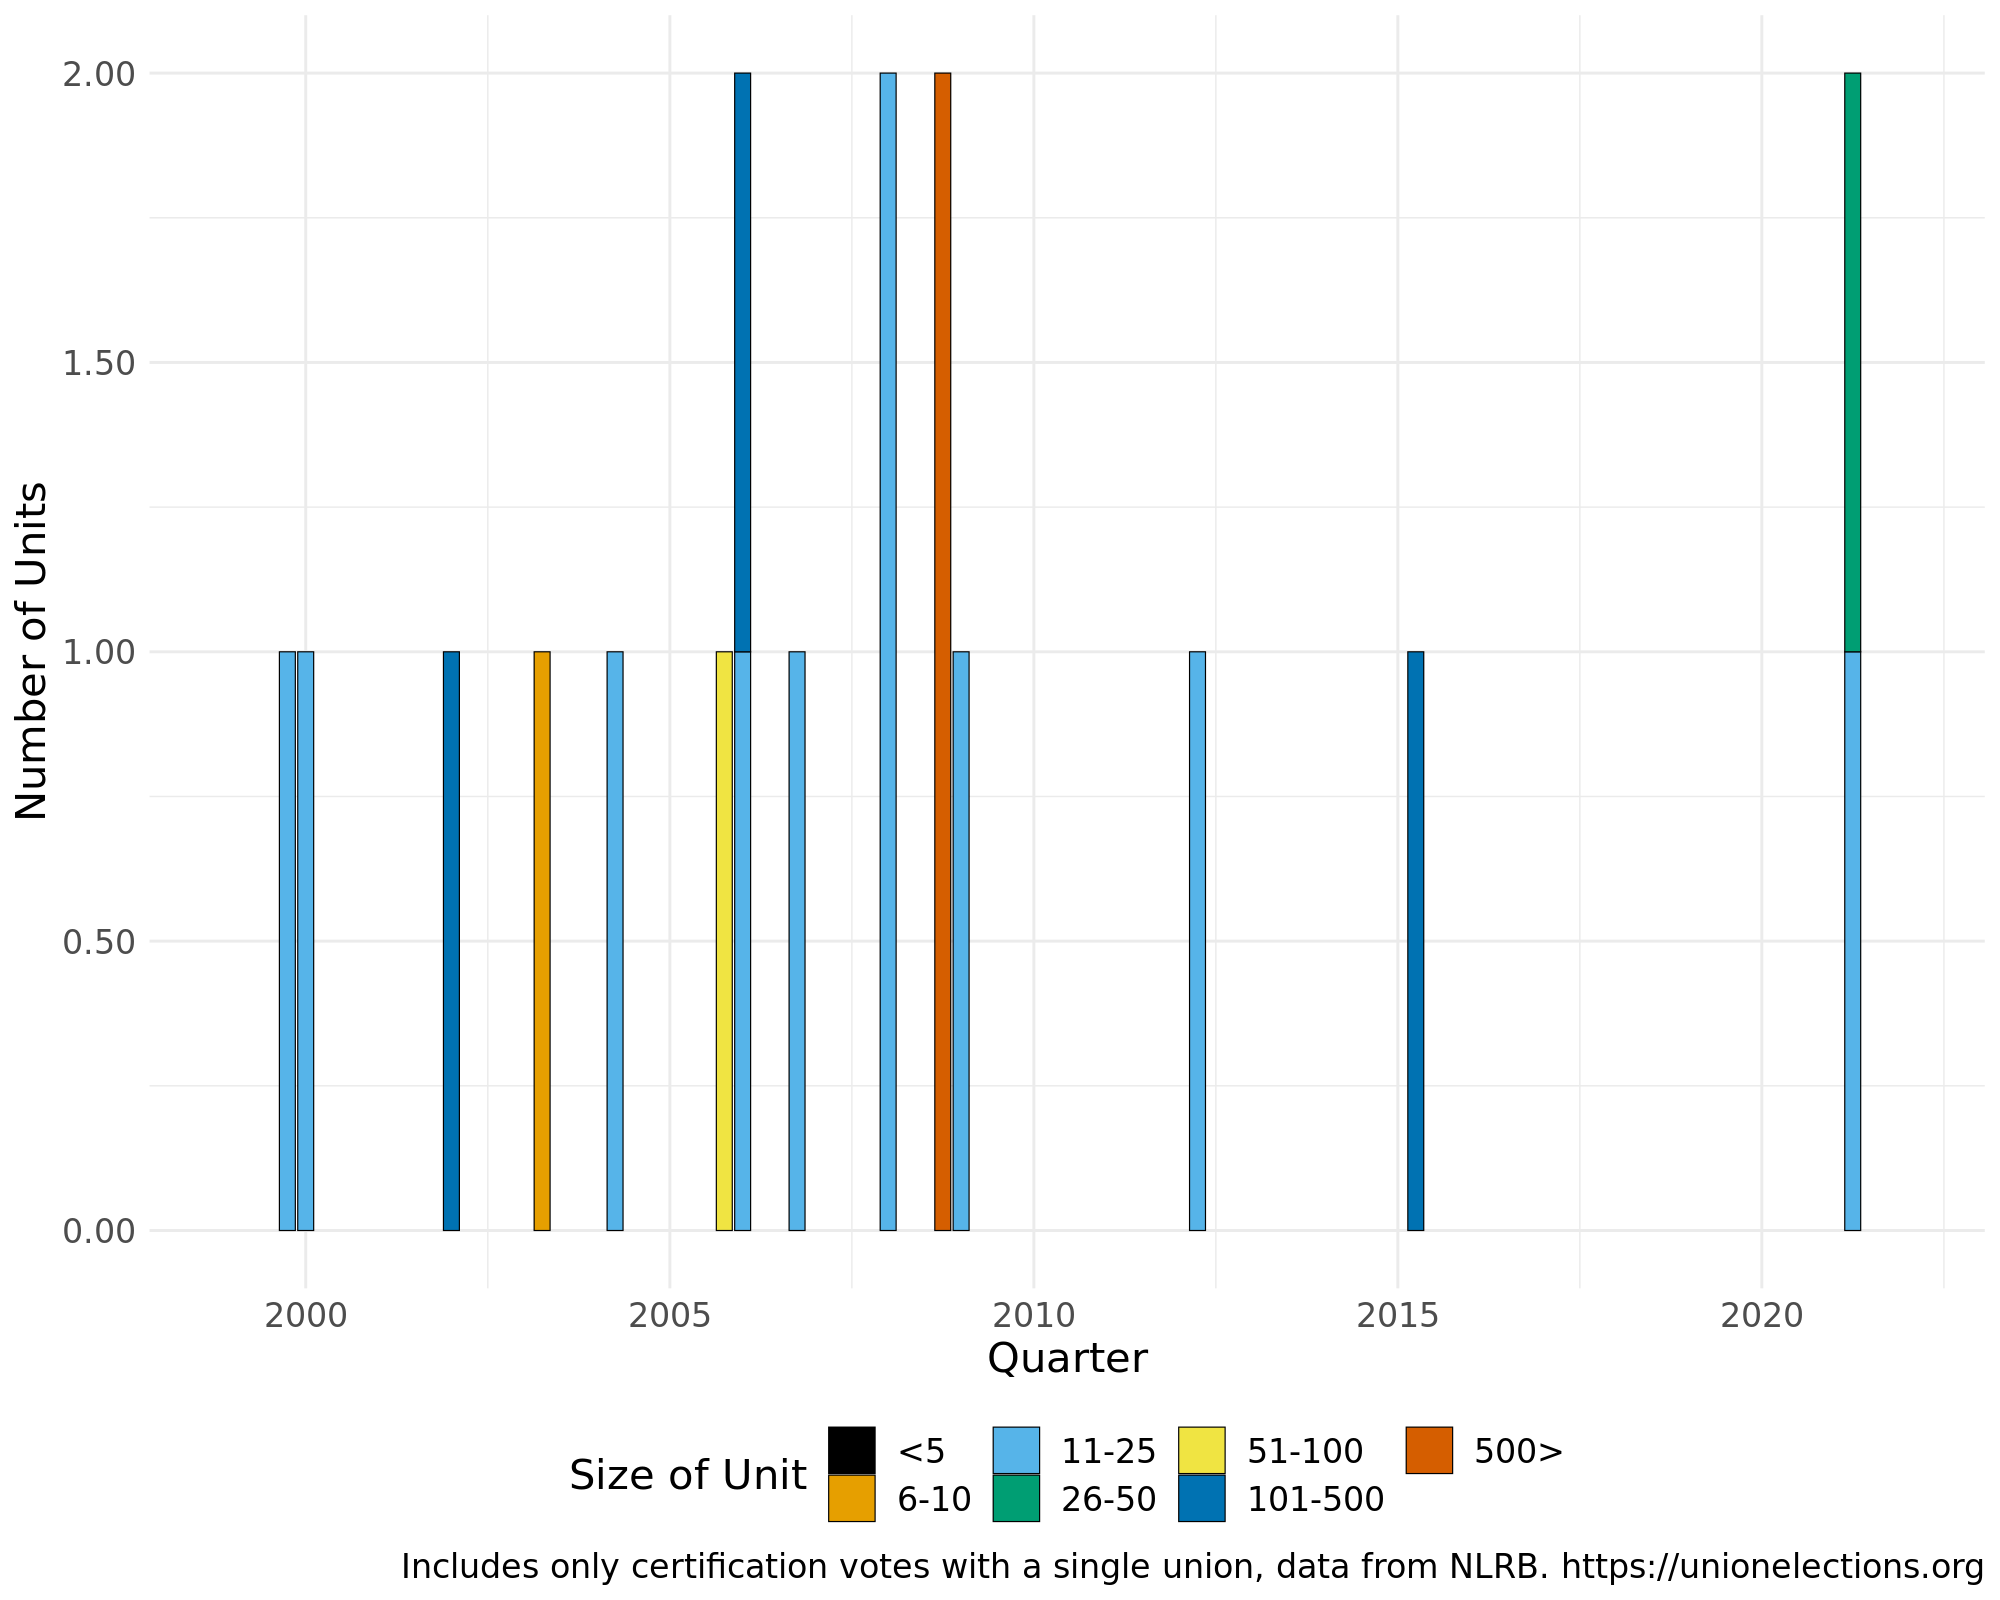 2.00
1.50
1.00
0.50
0.00
Number of Units
2000 2005 2010 2015 2020
Quarter
Size of Unit
<5 11-25 51-100 500>
6-10 26-50 101-500
Includes only certification votes with a single union, data from NLRB. https://unionelections.org